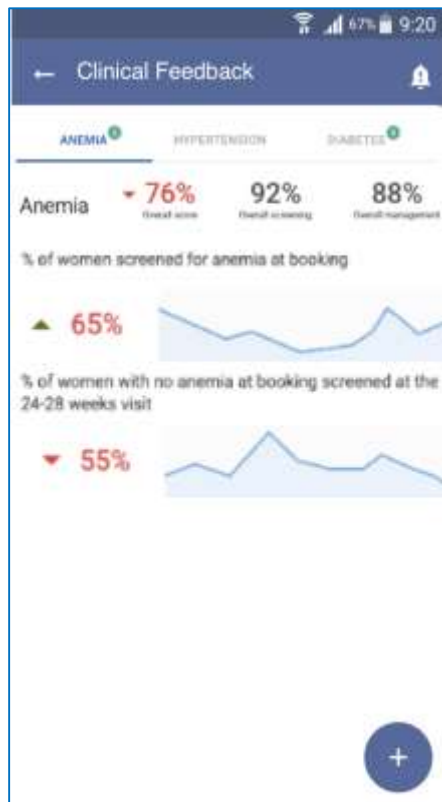 67% 9:20
Clinical Feedback
ANEMIA HYPERTENSION DIABETES
Anemia 76% 92% 88%
Overall score Overall screening Overall management
% of women screened for anemia at booking
65%
% of women with no anemia at booking screened at the
24-28 weeks visit
55%
+